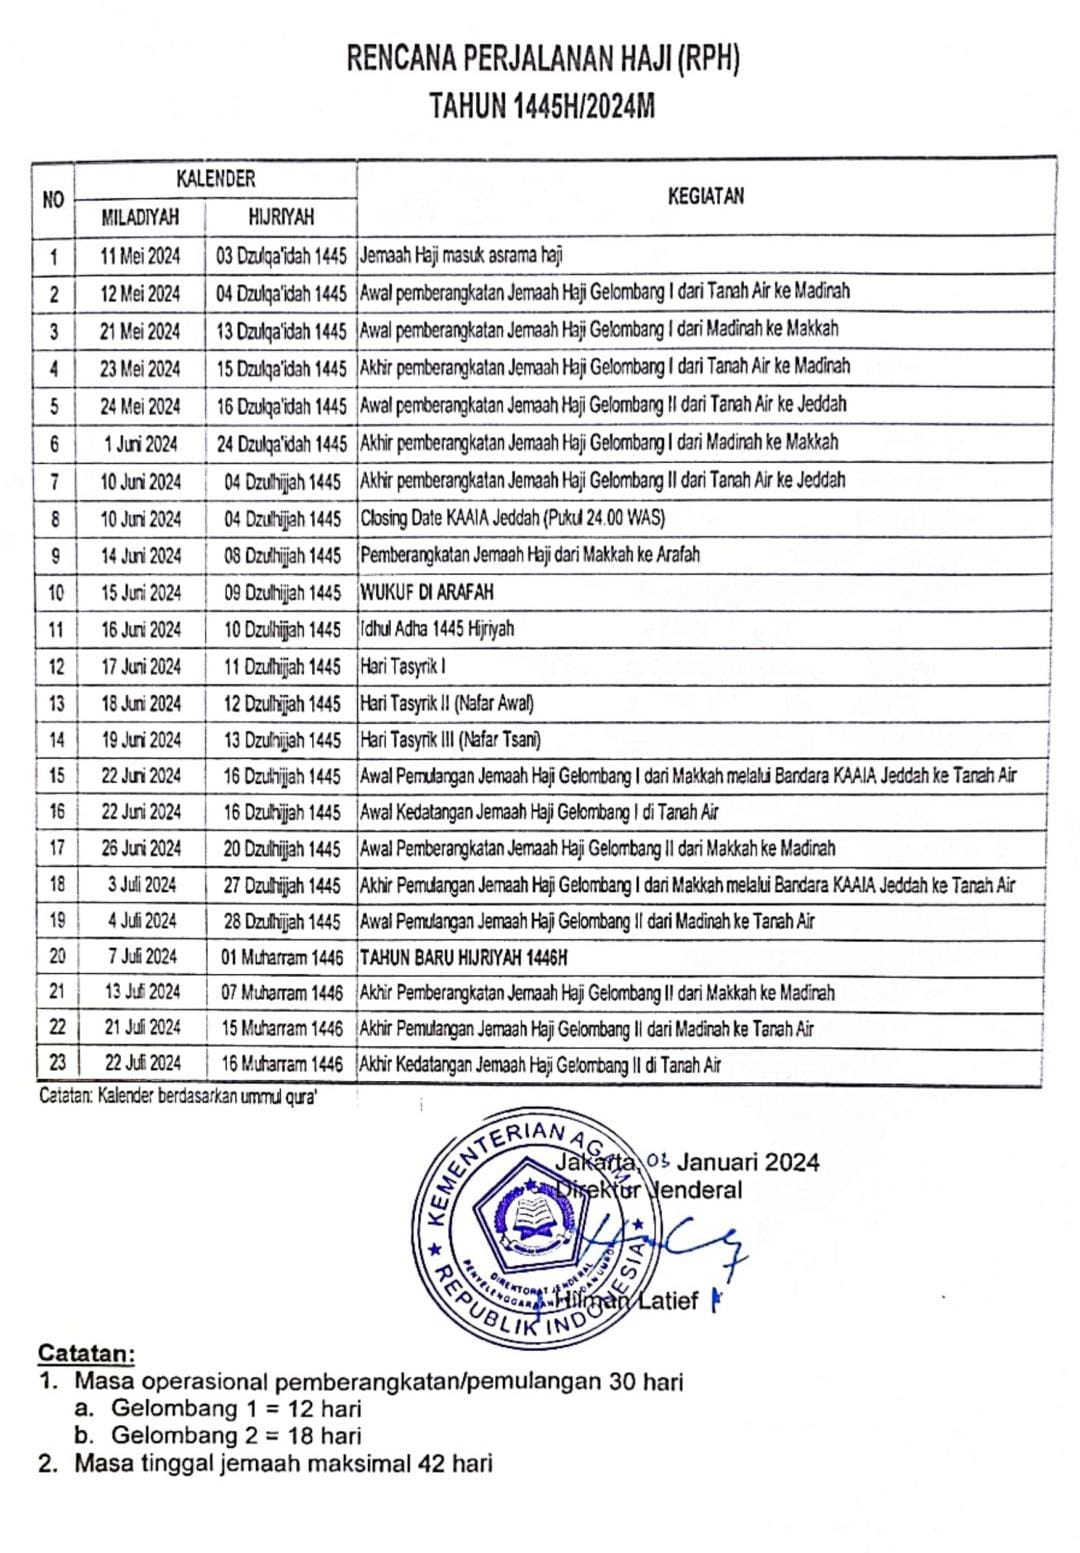 RENCANA PERJALANAN HAJI (RPH)
TAHUN 1445H/2024M
NO KALENDER KEGIATAN
MILADIYAH HIJRIYAH
1 11 Mei 2024 03 Dzulqa'idah 1445 Jemaah Haji masuk asrama haji
2 12 Mei 2024 04 Dzulqa'idah 1445 Awal pemberangkatan Jemaah Haji Gelombang I dari Tanah Air ke Madinah
3 21 Mei 2024 13 Dzulqa'idah 1445 Awal pemberangkatan Jemaah Haji Gelombang I dari Madinah ke Makkah
4 23 Mei 2024 15 Dzulqa'idah 1445 Akhir pemberangkatan Jemaah Haji Gelombang I dari Tanah Air ke Madinah
5 24 Mei 2024 16 Dzulqa'idah 1445 Awal pemberangkatan Jemaah Haji Gelombang II dari Tanah Air ke Jeddah
6 1 Juni 2024 24 Dzulqa'idah 1445 Akhir pemberangkatan Jemaah Haji Gelombang I dari Madinah ke Makkah
7 10 Juni 2024 04 Dzulhijjah 1445 Akhir pemberangkatan Jemaah Haji Gelombang II dari Tanah Air ke Jeddah
8 10 Juni 2024 04 Dzulhijjah 1445 Closing Date KAAIA Jeddah (Pukul 24.00 WAS)
9 14 Juni 2024 08 Dzulhijjah 1445 Pemberangkatan Jemaah Haji dari Makkah ke Arafah
10 15 Juni 2024 09 Dzulhijjah 1445 WUKUF DI ARAFAH
11 16 Juni 2024 10 Dzulhijjah 1445 Idhul Adha 1445 Hijriyah
12 17 Juni 2024 11 Dzulhijjah 1445 Hari Tasyrik I
13 18 Juni 2024 12 Dzulhijjah 1445 Hari Tasyrik II (Nafar Awal)
14 19 Juni 2024 13 Dzulhijjah 1445 Hari Tasyrik III (Nafar Tsani)
15 22 Juni 2024 16 Dzulhijjah 1445 Awal Pemulangan Jemaah Haji Gelombang I dari Makkah melalui Bandara KAAIA Jeddah ke Tanah Air
16 22 Juni 2024 16 Dzulhijjah 1445 Awal Kedatangan Jemaah Haji Gelombang I di Tanah Air
17 26 Juni 2024 20 Dzulhijjah 1445 Awal Pemberangkatan Jemaah Haji Gelombang II dari Makkah ke Madinah
18 3 Juli 2024 27 Dzulhijjah 1445 Akhir Pemulangan Jemaah Haji Gelombang I dari Makkah melalui Bandara KAAIA Jeddah ke Tanah Air
19 4 Juli 2024 28 Dzulhijjah 1445 Awal Pemulangan Jemaah Haji Gelombang II dari Madinah ke Tanah Air
20 7 Juli 2024 01 Muharram 1446 TAHUN BARU HIJRIYAH 1446H
21 13 Juli 2024 07 Muharram 1446 Akhir Pemberangkatan Jemaah Haji Gelombang II dari Makkah ke Madinah
22 21 Juli 2024 15 Muharram 1446 Akhir Pemulangan Jemaah Haji Gelombang II dari Madinah ke Tanah Air
23 22 Juli 2024 16 Muharram 1446 Akhir Kedatangan Jemaah Haji Gelombang II di Tanah Air
Catatan: Kalender berdasarkan ummul qura'
KEMENTERIAN AGAMA
REPUBLIK INDONESIA
DIREKTORAT JENDERAL
PENYELENGGARAAN HAJI DAN UMROH
Jakarta, 03 Januari 2024
Direktur Jenderal
Hilman Latief
Catatan:
1. Masa operasional pemberangkatan/pemulangan 30 hari
a. Gelombang 1 = 12 hari
b. Gelombang 2 = 18 hari
2. Masa tinggal jemaah maksimal 42 hari